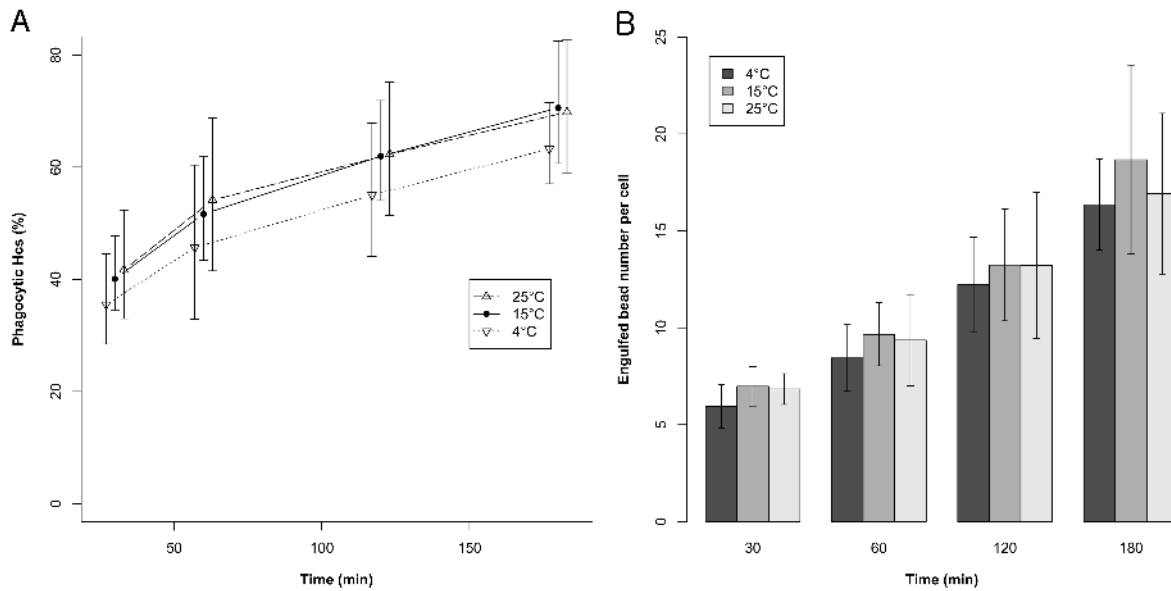 A
Phagocytic Hcs (%)
80
60
40
20
0
25°C
15°C
4°C
50
100
150
Time (min)
B
Engulfed bead number per cell
25
20
15
10
5
0
4°C
15°C
25°C
30
60
120
180
Time (min)